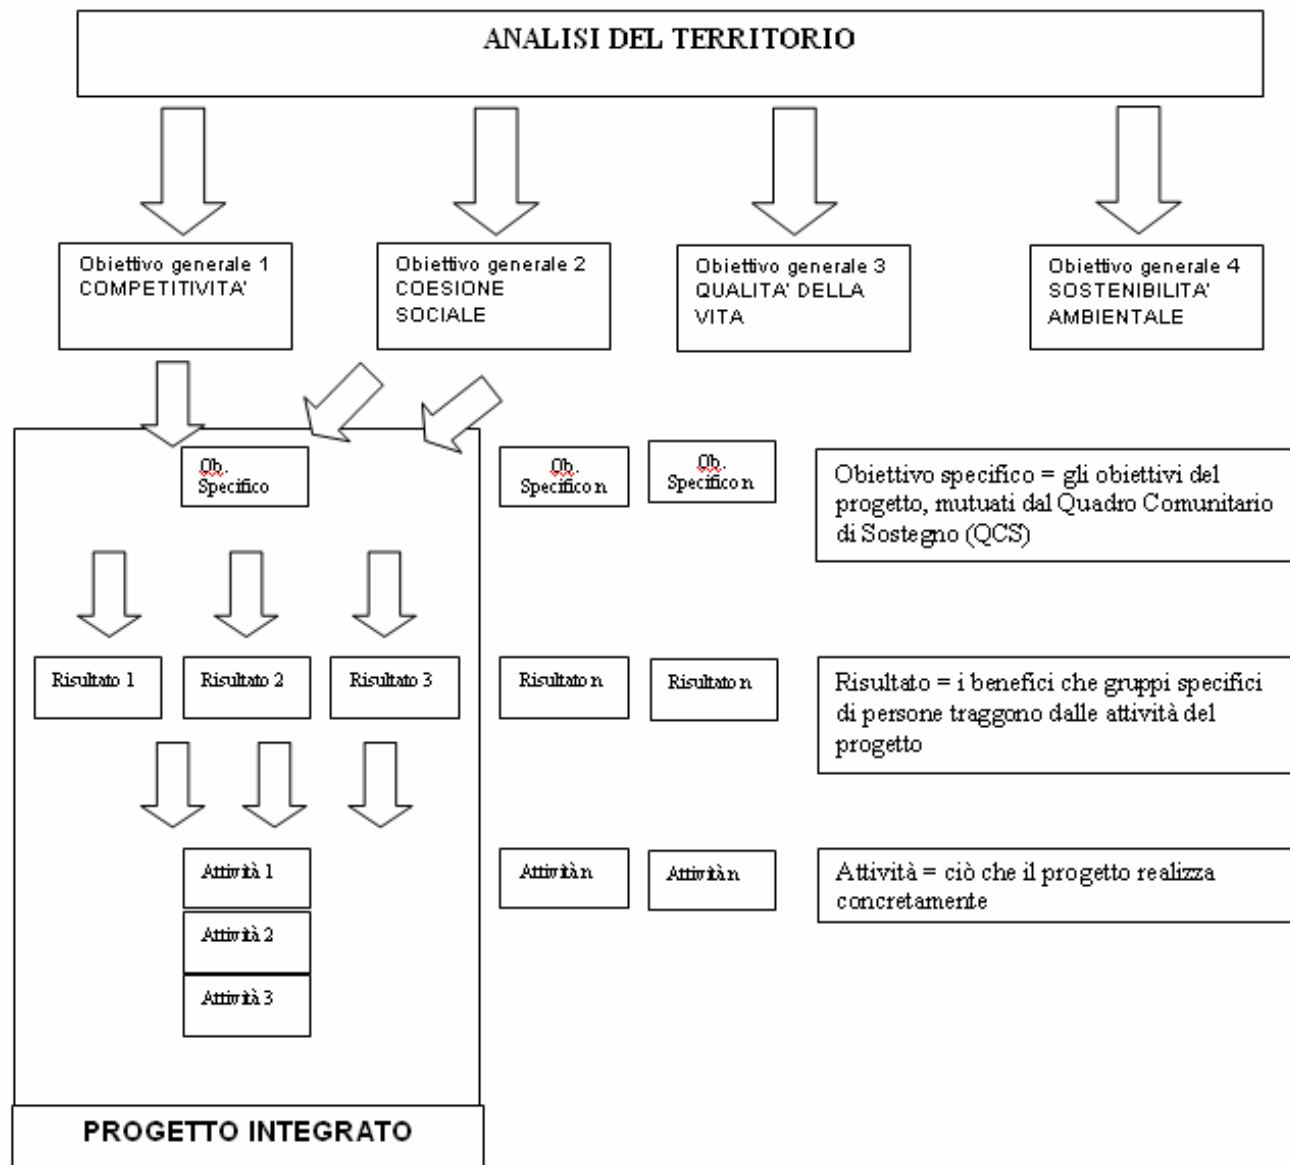 ANALISI DEL TERRITORIO
Obiettivo generale 1
COMPETITIVITA'
Obiettivo generale 2
COESIONE
SOCIALE
Obiettivo generale 3
QUALITA' DELLA
VITA
Obiettivo generale 4
SOSTENIBILITA'
AMBIENTALE
Ob.
Specifico
Ob.
Specifico n
Ob.
Specifico n
Obiettivo specifico = gli obiettivi del
progetto, mutuati dal Quadro Comunitario
di Sostegno (QCS)
Risultato 1
Risultato 2
Risultato 3
Risultato n
Risultato n
Risultato = i benefici che gruppi specifici
di persone traggono dalle attività del
progetto
Attività 1
Attività 2
Attività 3
Attività n
Attività n
Attività = ciò che il progetto realizza
concretamente
PROGETTO INTEGRATO